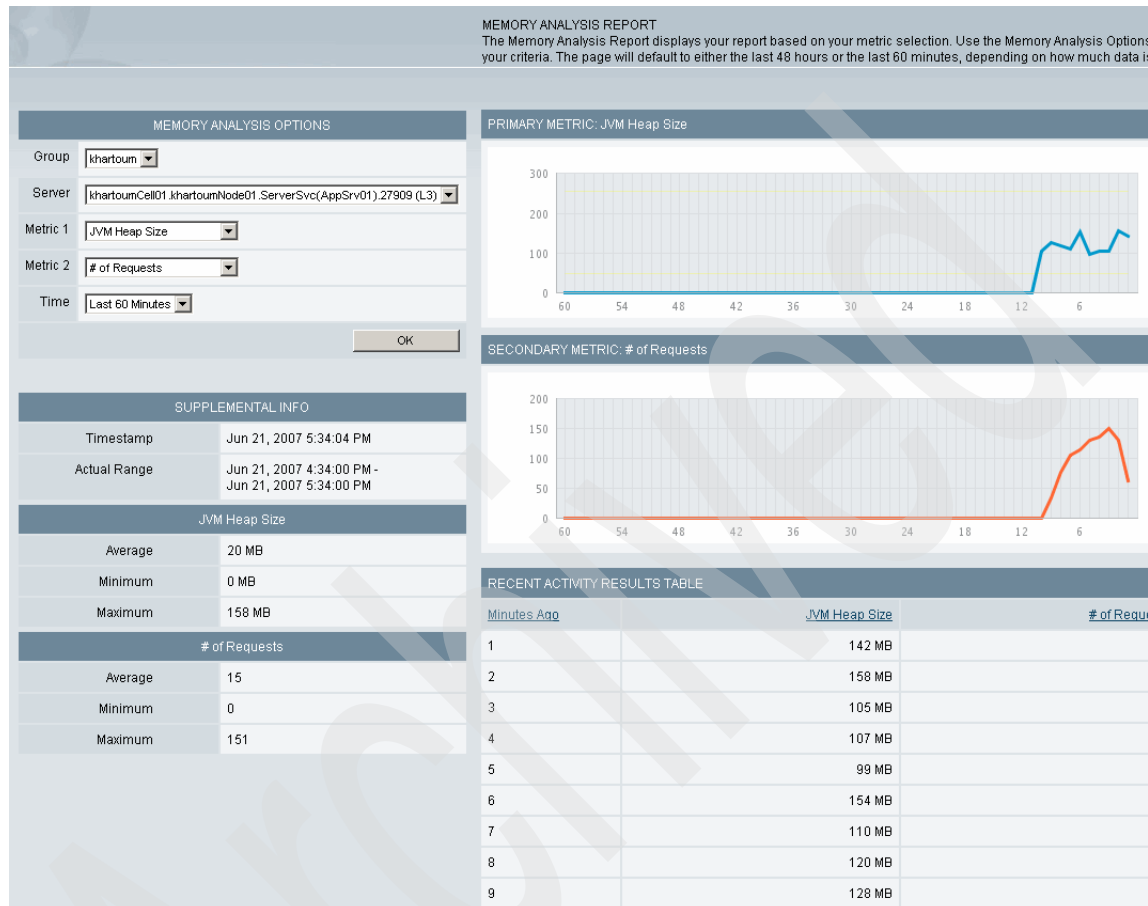 MEMORY ANALYSIS REPORT
The Memory Analysis Report displays your report based on your metric selection. Use the Memory Analysis Options
your criteria. The page will default to either the last 48 hours or the last 60 minutes, depending on how much data is
MEMORY ANALYSIS OPTIONS
Group khartoum
Server khartoumCell01.khartoumNode01.ServerSvc(AppSrv01).27909 (L3)
Metric 1 JVM Heap Size
Metric 2 # of Requests
Time Last 60 Minutes
OK
SUPPLEMENTAL INFO
Timestamp Jun 21, 2007 5:34:04 PM
Actual Range Jun 21, 2007 4:34:00 PM -
Jun 21, 2007 5:34:00 PM
JVM Heap Size
Average 20 MB
Minimum 0 MB
Maximum 158 MB
# of Requests
Average 15
Minimum 0
Maximum 151
PRIMARY METRIC: JVM Heap Size
300
200
100
0
60 54 48 42 36 30 24 18 12 6
SECONDARY METRIC: # of Requests
200
150
100
50
0
60 54 48 42 36 30 24 18 12 6
RECENT ACTIVITY RESULTS TABLE
Minutes Ago JVM Heap Size # of Reque
1 142 MB
2 158 MB
3 105 MB
4 107 MB
5 99 MB
6 154 MB
7 110 MB
8 120 MB
9 128 MB
Archived